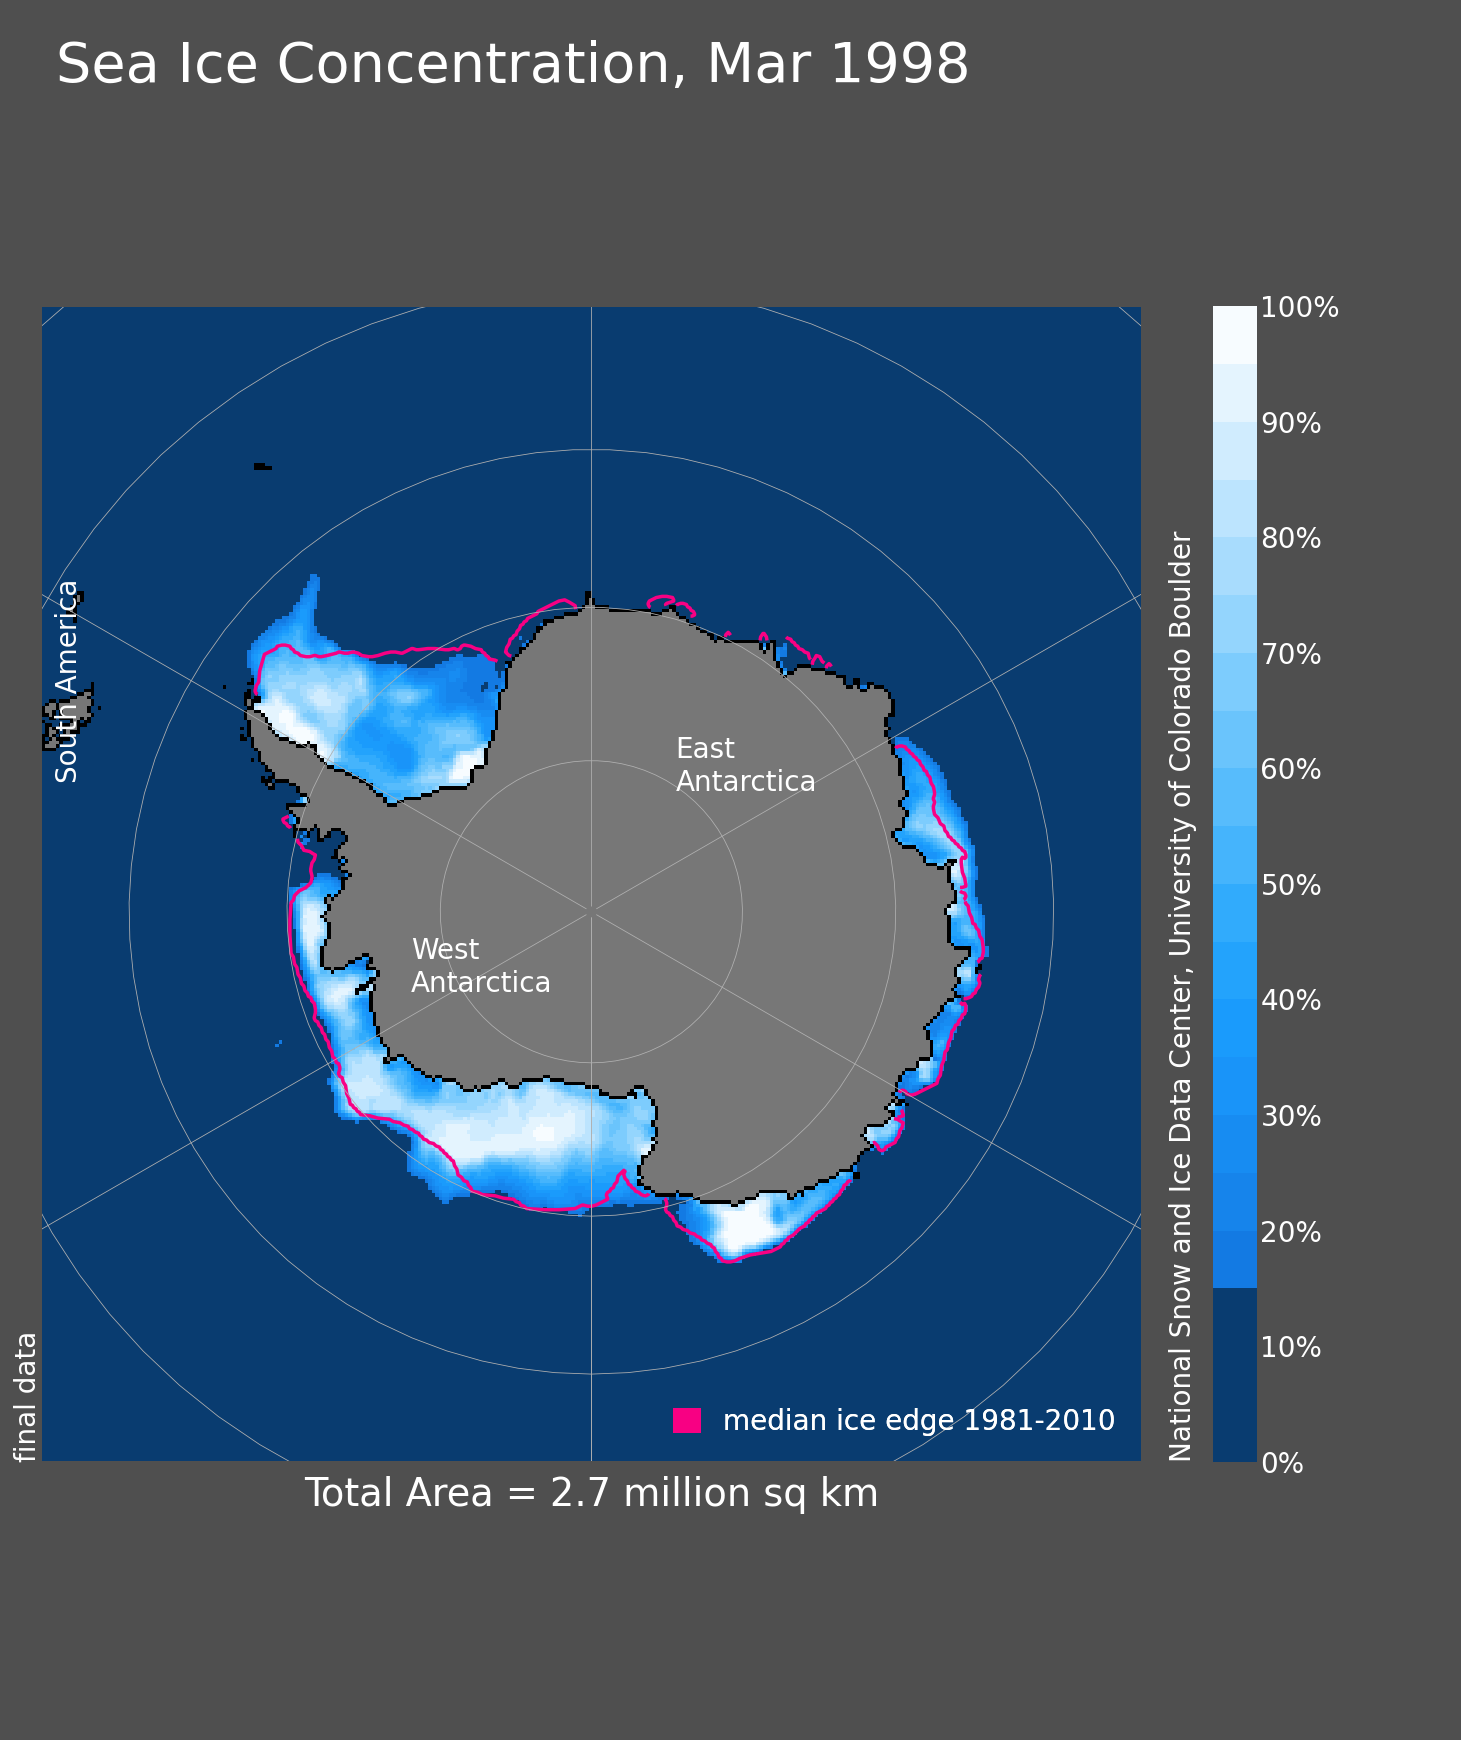 Sea Ice Concentration, Mar 1998
South America
East
Antarctica
West
Antarctica
final data
median ice edge 1981-2010
Total Area = 2.7 million sq km
National Snow and Ice Data Center, University of Colorado Boulder
100%
90%
80%
70%
60%
50%
40%
30%
20%
10%
0%